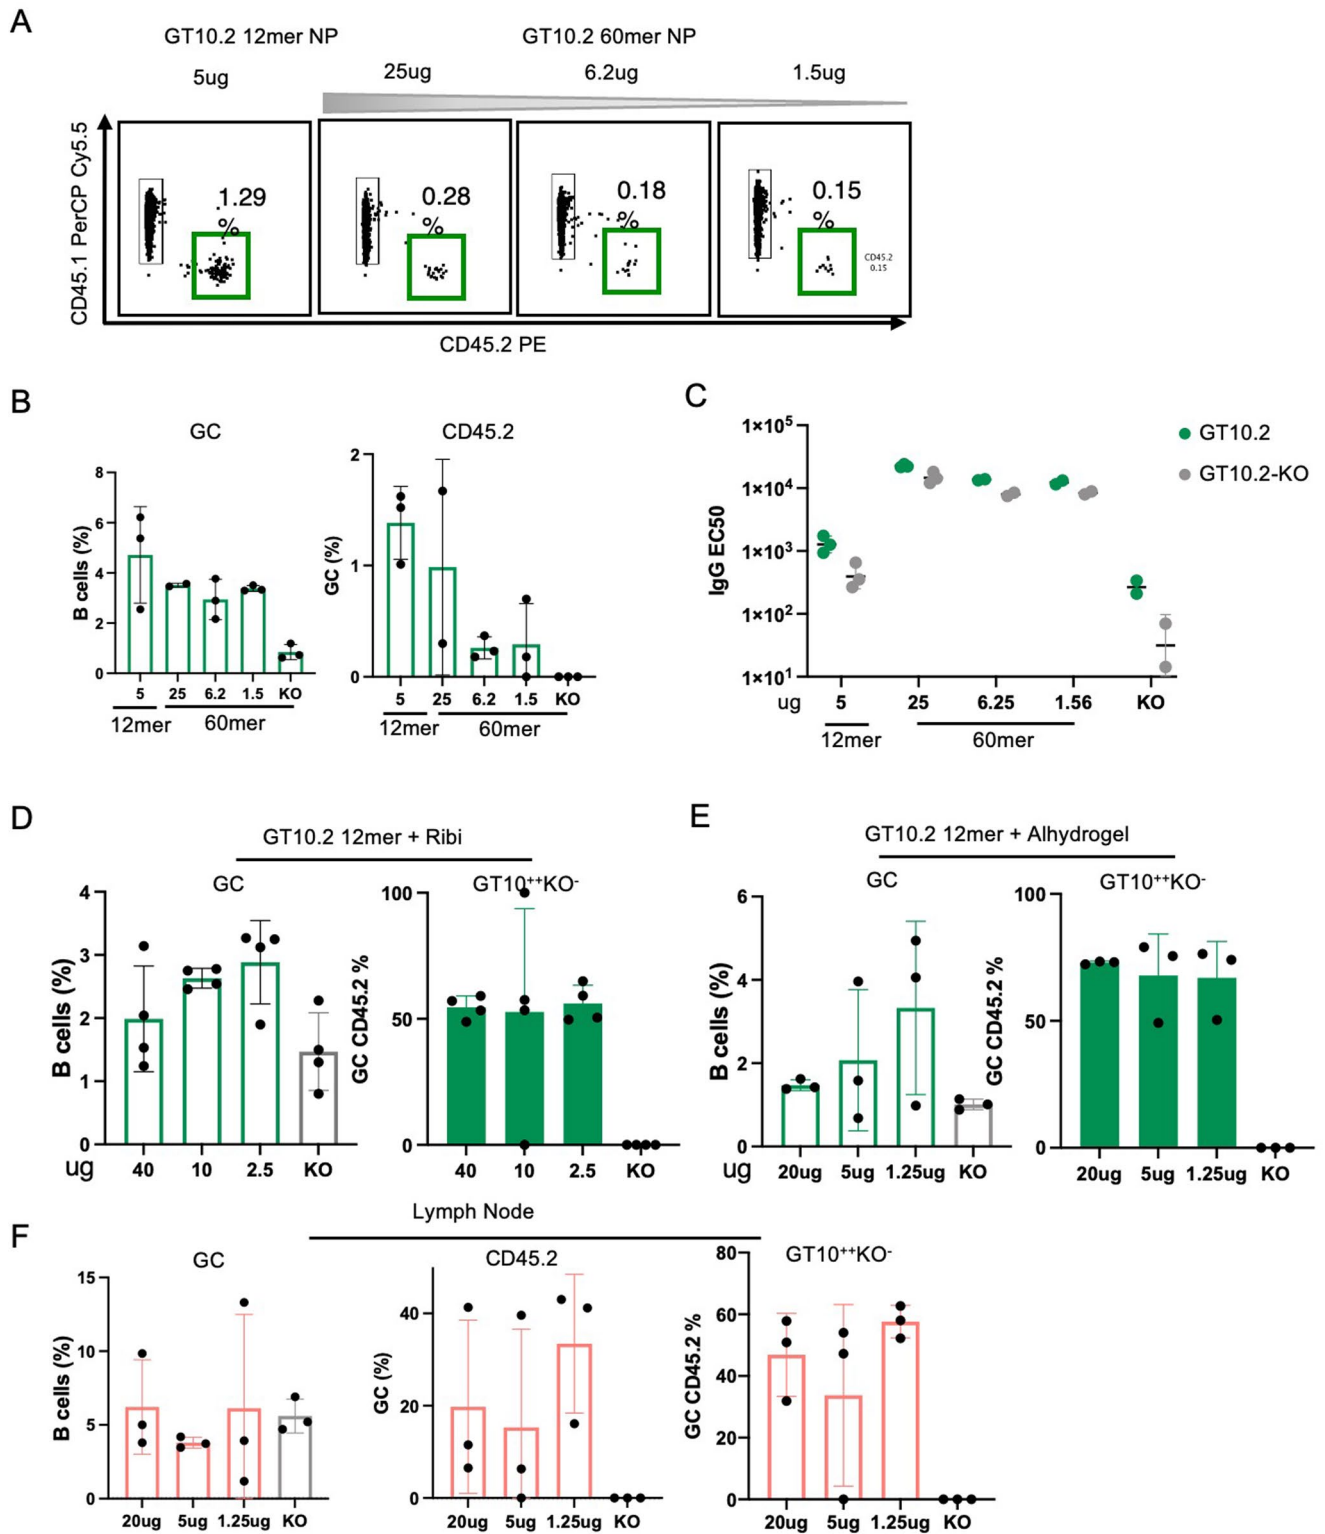 A
GT10.2 12mer NP
GT10.2 60mer NP
5ug
25ug
6.2ug
1.5ug
CD45.1 PerCP Cy5.5
1.29
%
0.28
%
0.18
%
0.15
%
CD45.2
0.15
CD45.2 PE
B
GC
B cells (%)
8
6
4
2
0
5
25
6.2
1.5
KO
12mer
60mer
CD45.2
GC (%)
2
1
0
5
25
6.2
1.5
KO
12mer
60mer
C
IgG EC50
1×10⁵
1×10⁴
1×10³
1×10²
1×10¹
ug
5
25
6.25
1.56
KO
12mer
60mer
GT10.2
GT10.2-KO
D
GT10.2 12mer + Ribi
GC
B cells (%)
4
3
2
1
0
ug
40
10
2.5
KO
GT10⁺⁺KO⁻
GC CD45.2 %
100
50
0
40
10
2.5
KO
E
GT10.2 12mer + Alhydrogel
GC
B cells (%)
6
4
2
0
ug
20ug
5ug
1.25ug
KO
GT10⁺⁺KO⁻
GC CD45.2 %
100
50
0
20ug
5ug
1.25ug
KO
F
Lymph Node
GC
B cells (%)
15
10
5
0
20ug
5ug
1.25ug
KO
CD45.2
GC (%)
40
20
0
20ug
5ug
1.25ug
KO
GT10⁺⁺KO⁻
GC CD45.2 %
80
60
40
20
0
20ug
5ug
1.25ug
KO